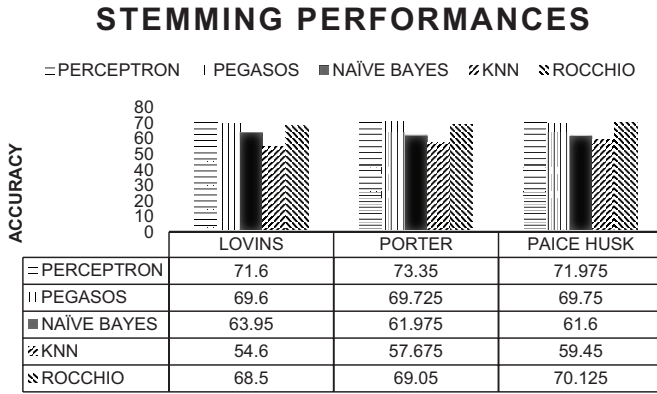 STEMMING PERFORMANCES
PERCEPTRON PEGASOS NAÏVE BAYES KNN ROCCHIO
ACCURACY
80
70
60
50
40
30
20
10
0
LOVINS PORTER PAICE HUSK
PERCEPTRON 71.6 73.35 71.975
PEGASOS 69.6 69.725 69.75
NAÏVE BAYES 63.95 61.975 61.6
KNN 54.6 57.675 59.45
ROCCHIO 68.5 69.05 70.125